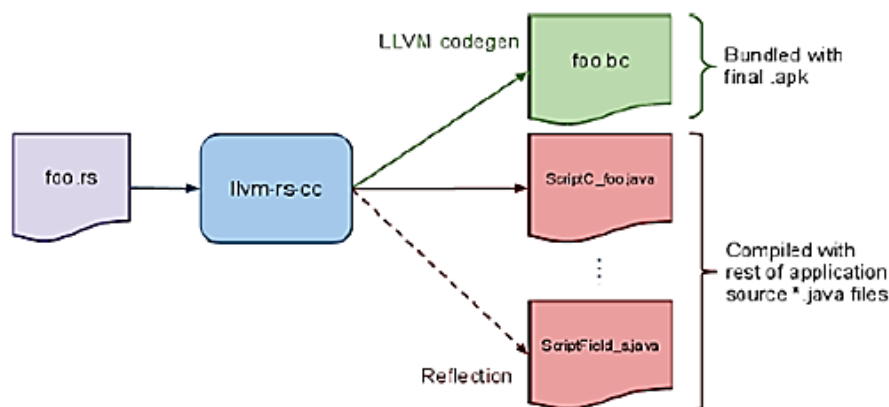 LLVM codegen
foo.bc
Bundled with
final .apk
foo.rs
llvm-rs-cc
ScriptC_foo.java
Compiled with
rest of application
source *.java files
ScriptField_s.java
Reflection